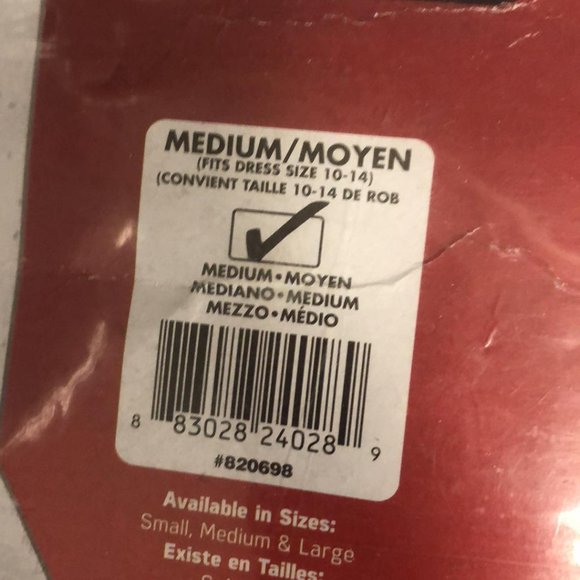 MEDIUM/MOYEN
(FITS DRESS SIZE 10-14)
(CONVIENT TAILLE 10-14 DE ROB
MEDIUM•MOYEN
MEDIANO•MEDIUM
MEZZO•MÉDIO
8 83028 24028 9
#820698
Available in Sizes:
Small, Medium & Large
Existe en Tailles: